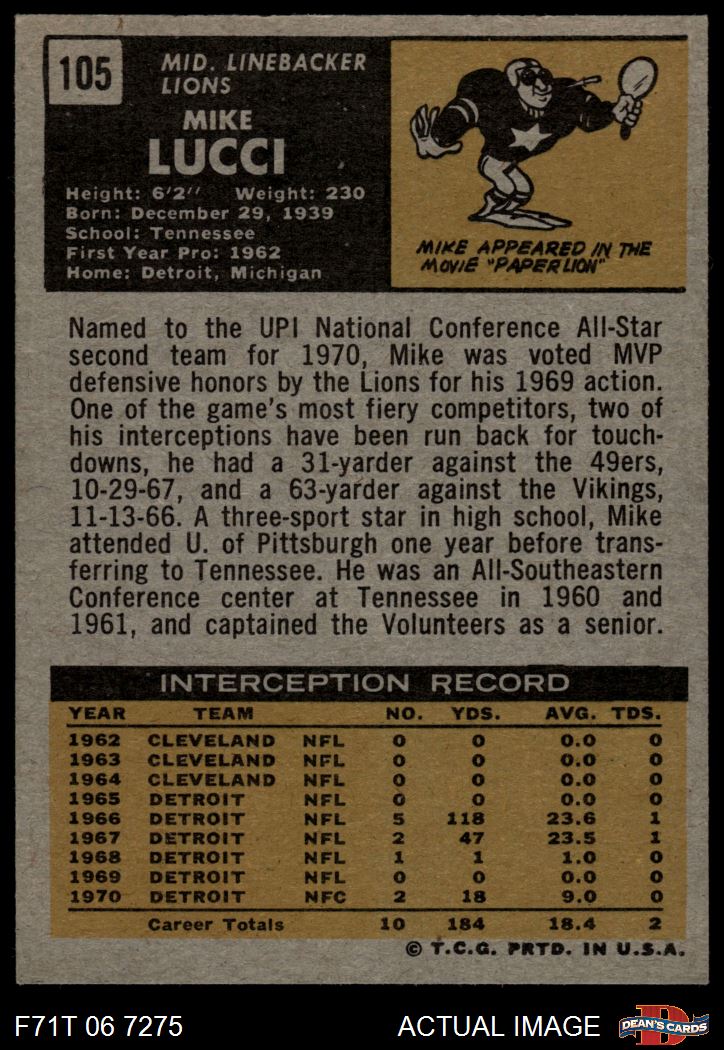 105
MID. LINEBACKER
LIONS
MIKE
LUCCI
Height: 6'2'' Weight: 230
Born: December 29, 1939
School: Tennessee
First Year Pro: 1962
Home: Detroit, Michigan
MIKE APPEARED IN THE
MOVIE "PAPER LION"
Named to the UPI National Conference All-Star
second team for 1970, Mike was voted MVP
defensive honors by the Lions for his 1969 action.
One of the game's most fiery competitors, two of
his interceptions have been run back for touch-
downs, he had a 31-yarder against the 49ers,
10-29-67, and a 63-yarder against the Vikings,
11-13-66. A three-sport star in high school, Mike
attended U. of Pittsburgh one year before trans-
ferring to Tennessee. He was an All-Southeastern
Conference center at Tennessee in 1960 and
1961, and captained the Volunteers as a senior.
INTERCEPTION RECORD
YEAR TEAM NO. YDS. AVG. TDS.
1962 CLEVELAND NFL 0 0 0.0 0
1963 CLEVELAND NFL 0 0 0.0 0
1964 CLEVELAND NFL 0 0 0.0 0
1965 DETROIT NFL 0 0 0.0 0
1966 DETROIT NFL 5 118 23.6 1
1967 DETROIT NFL 2 47 23.5 1
1968 DETROIT NFL 1 1 1.0 0
1969 DETROIT NFL 0 0 0.0 0
1970 DETROIT NFC 2 18 9.0 0
Career Totals 10 184 18.4 2
© T.C.G. PRTD. IN U.S.A.
F71T 06 7275 ACTUAL IMAGE
D
DEAN'S CARDS